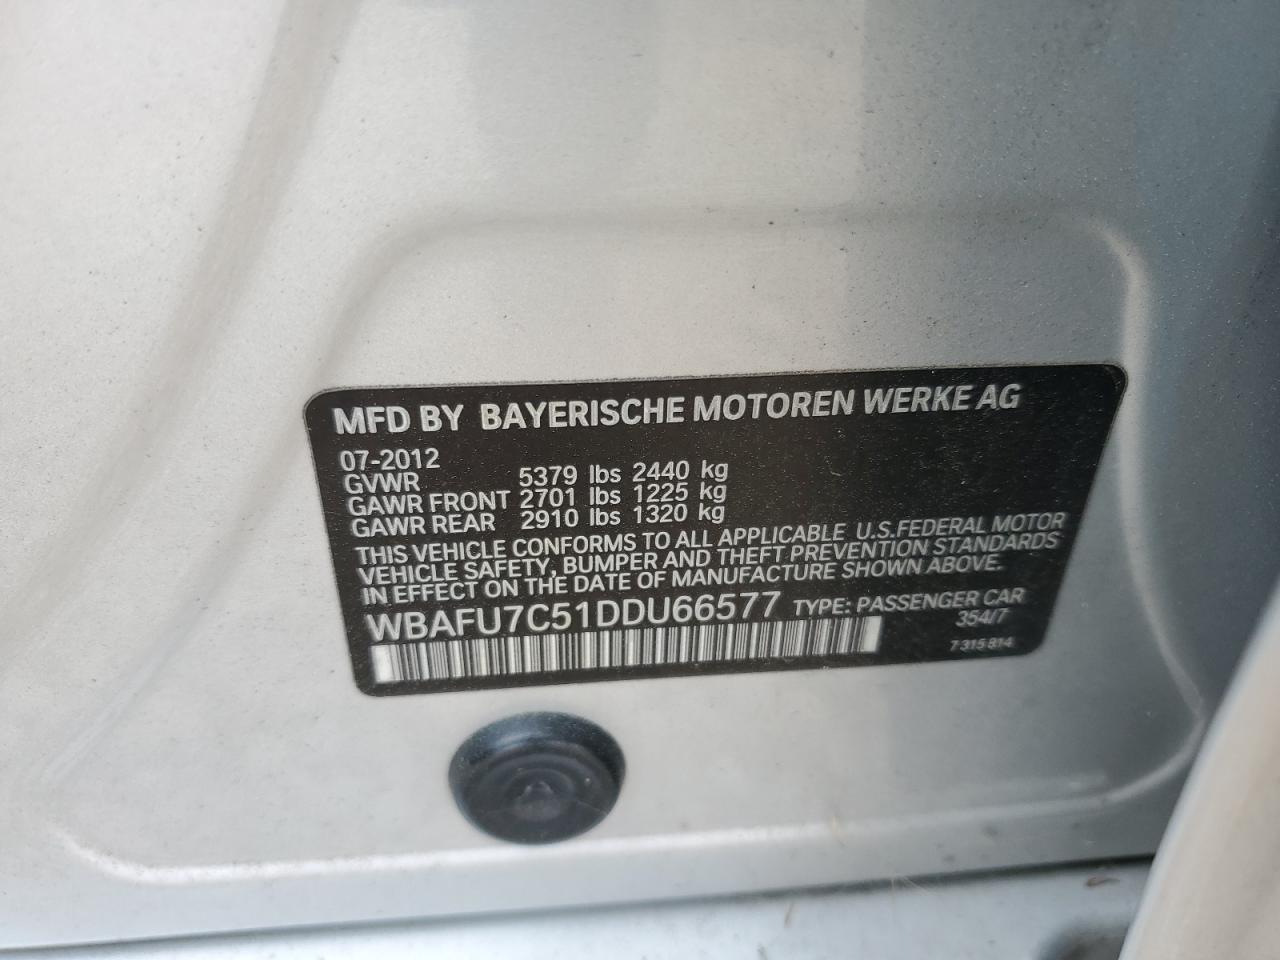 MFD BY BAYERISCHE MOTOREN WERKE AG
07-2012
GVWR 5379 lbs 2440 kg
GAWR FRONT 2701 lbs 1225 kg
GAWR REAR 2910 lbs 1320 kg
THIS VEHICLE CONFORMS TO ALL APPLICABLE U.S.FEDERAL MOTOR
VEHICLE SAFETY, BUMPER AND THEFT PREVENTION STANDARDS
IN EFFECT ON THE DATE OF MANUFACTURE SHOWN ABOVE.
WBAFU7C51DDU66577 TYPE: PASSENGER CAR
354/7
7 315 814